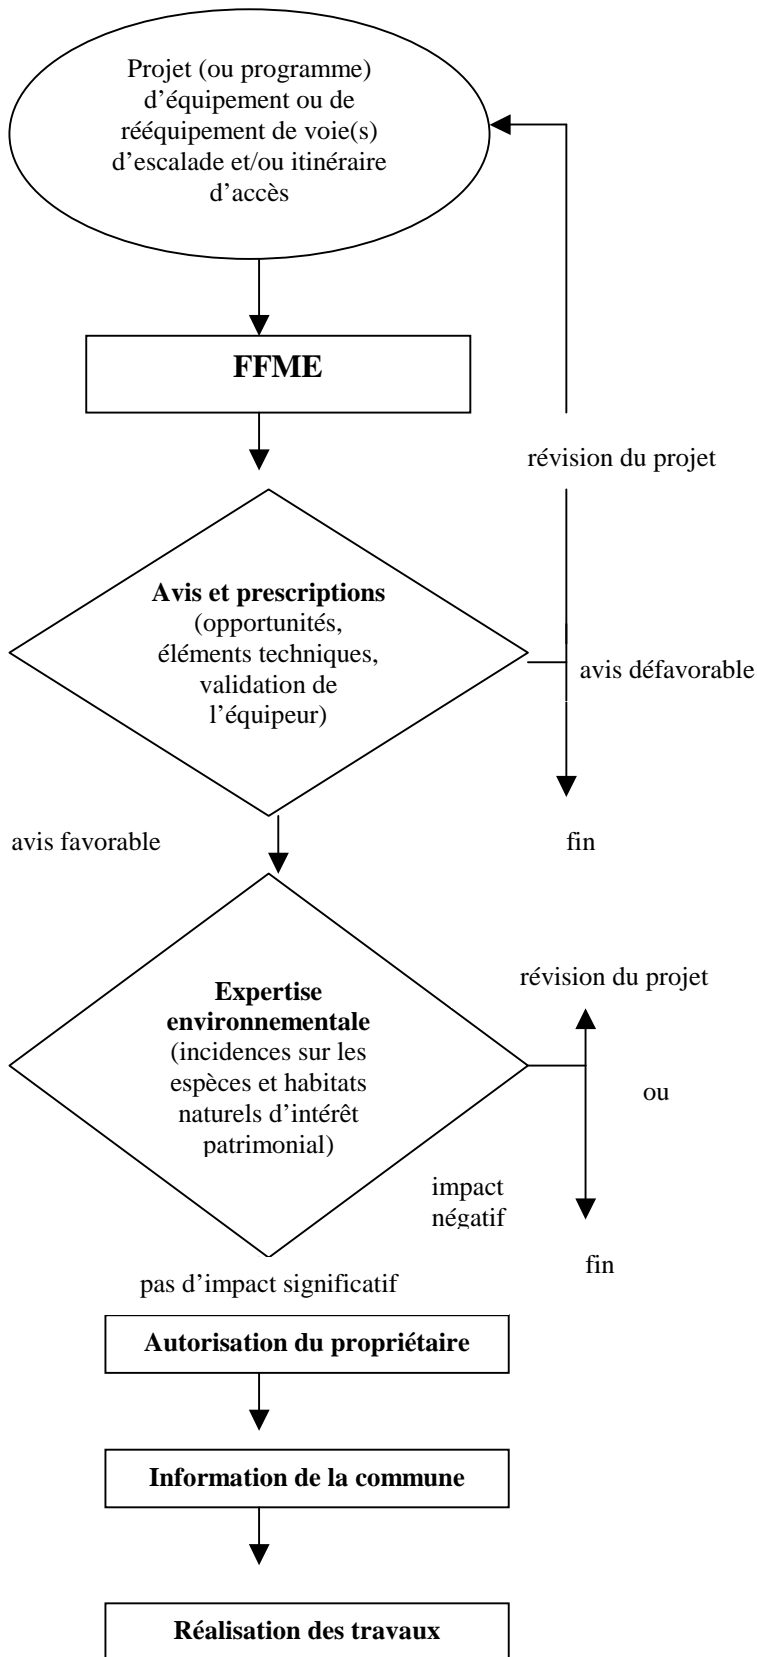 Projet (ou programme)
d’équipement ou de
rééquipement de voie(s)
d’escalade et/ou itinéraire
d’accès
FFME
révision du projet
Avis et prescriptions
(opportunités,
éléments techniques,
validation de
l’équipeur)
avis défavorable
avis favorable
fin
révision du projet
Expertise
environnementale
(incidences sur les
espèces et habitats
naturels d’intérêt
patrimonial)
ou
impact
négatif
fin
pas d’impact significatif
Autorisation du propriétaire
Information de la commune
Réalisation des travaux